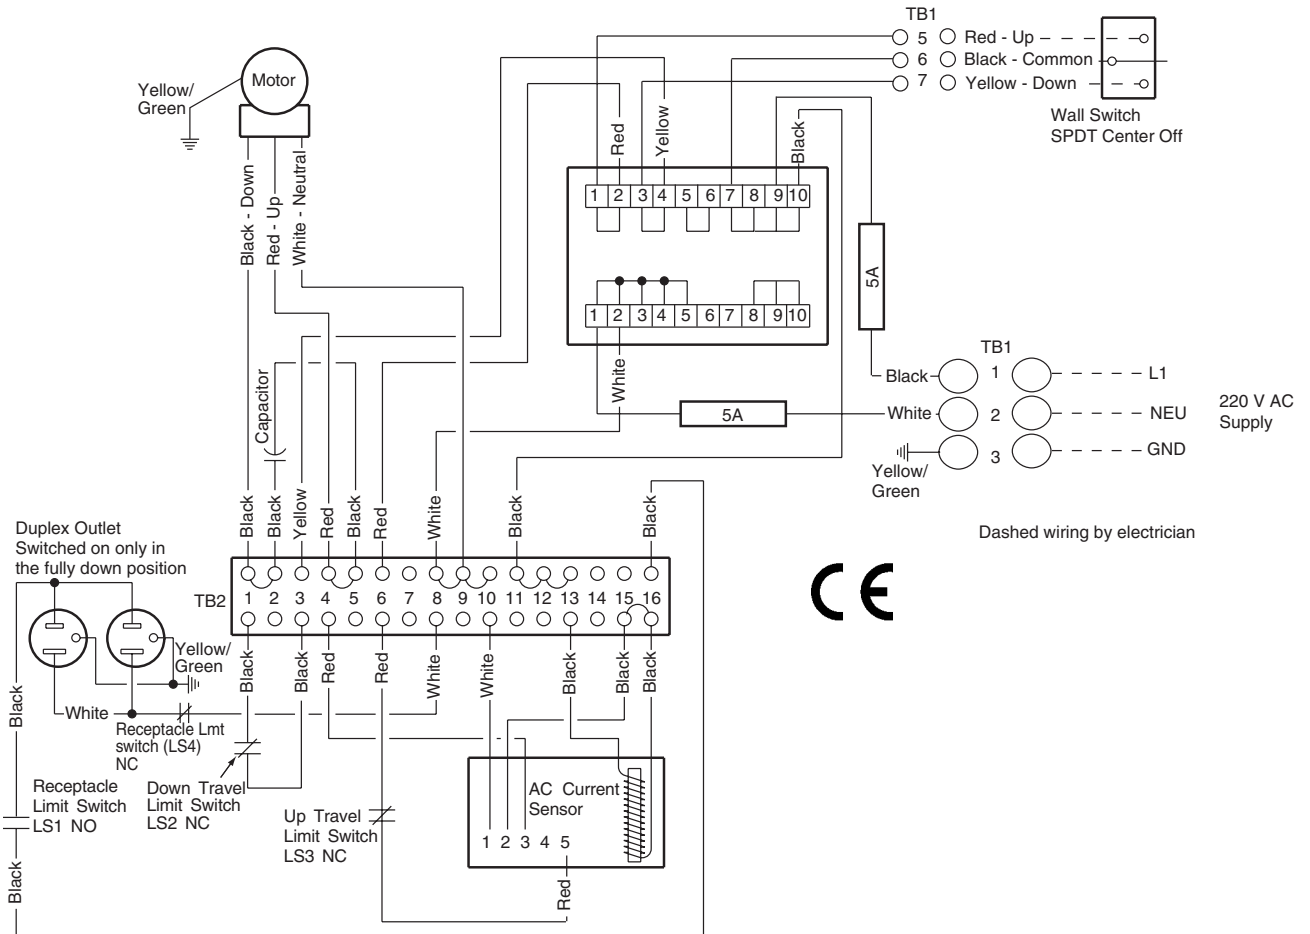 TB1
5 Red - Up
6 Black - Common
7 Yellow - Down
Wall Switch
SPDT Center Off
Motor
Yellow/
Green
Black - Down
Red - Up
White - Neutral
Red
Yellow
Black
1 2 3 4 5 6 7 8 9 10
1 2 3 4 5 6 7 8 9 10
White
5A
5A
TB1
Black 1 L1
White 2 NEU
3 GND
Yellow/
Green
220 V AC
Supply
Dashed wiring by electrician
CE
Capacitor
Black
Black
Yellow
Red
Black
Red
White
Black
Black
Duplex Outlet
Switched on only in
the fully down position
TB2
1 2 3 4 5 6 7 8 9 10 11 12 13 14 15 16
Yellow/
Green
Black
Black
Red
Red
White
White
Black
Black
Black
Black
White
Receptacle Lmt
switch (LS4)
NC
Receptacle
Limit Switch
LS1 NO
Down Travel
Limit Switch
LS2 NC
Up Travel
Limit Switch
LS3 NC
AC Current
Sensor
1 2 3 4 5
Red
Black